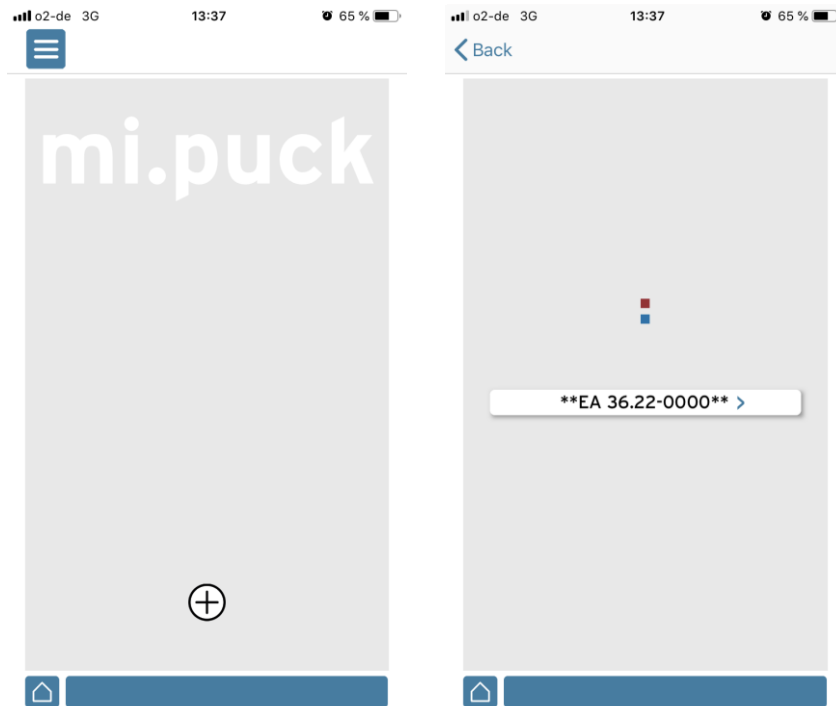 o2-de 3G 13:37 65 %
mi.puck
o2-de 3G 13:37 65 %
Back
**EA 36.22-0000** >